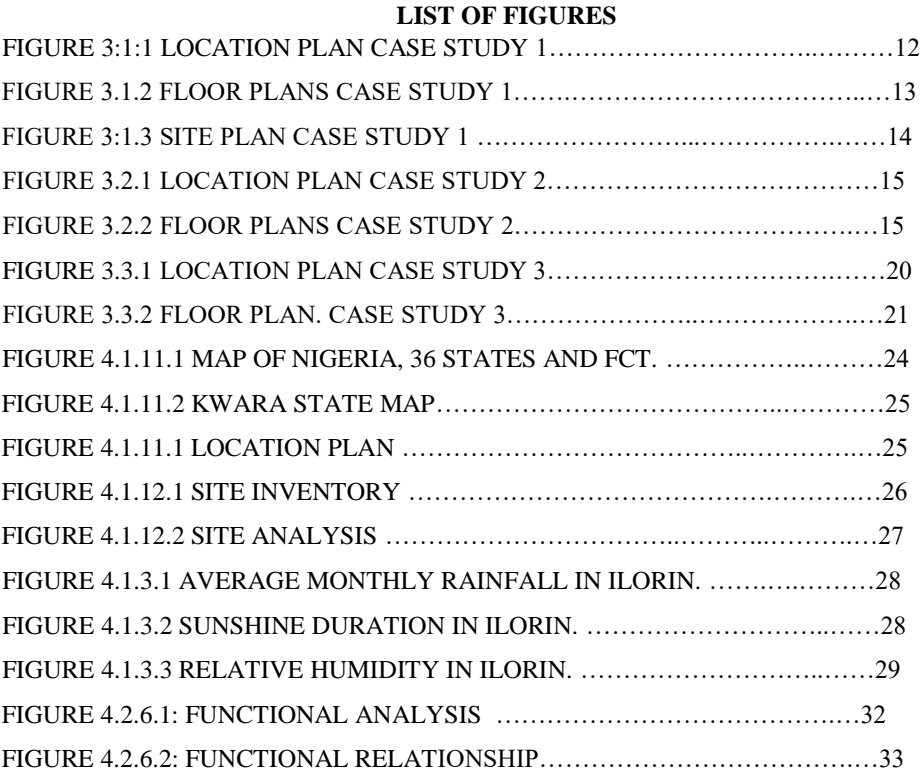 LIST OF FIGURES
FIGURE 3:1:1 LOCATION PLAN CASE STUDY 1……………………………..………12
FIGURE 3.1.2 FLOOR PLANS CASE STUDY 1…………………………………..….13
FIGURE 3:1.3 SITE PLAN CASE STUDY 1 ….…………………...…………….……14
FIGURE 3.2.1 LOCATION PLAN CASE STUDY 2……………………………….…15
FIGURE 3.2.2 FLOOR PLANS CASE STUDY 2………………………………….….15
FIGURE 3.3.1 LOCATION PLAN CASE STUDY 3……………………………….…20
FIGURE 3.3.2 FLOOR PLAN. CASE STUDY 3………………..……………….….…21
FIGURE 4.1.11.1 MAP OF NIGERIA, 36 STATES AND FCT. ……………..…….…24
FIGURE 4.1.11.2 KWARA STATE MAP……………………………..………….……25
FIGURE 4.1.11.1 LOCATION PLAN ………………………………..…………….….25
FIGURE 4.1.12.1 SITE INVENTORY ………………………………….………….….26
FIGURE 4.1.12.2 SITE ANALYSIS ………………………..………..………….….…27
FIGURE 4.1.3.1 AVERAGE MONTHLY RAINFALL IN ILORIN. …….…..….……28
FIGURE 4.1.3.2 SUNSHINE DURATION IN ILORIN. ……………………..….……28
FIGURE 4.1.3.3 RELATIVE HUMIDITY IN ILORIN. ……………………..….……29
FIGURE 4.2.6.1: FUNCTIONAL ANALYSIS ……………………………….….…32
FIGURE 4.2.6.2: FUNCTIONAL RELATIONSHIP………………………….….…33